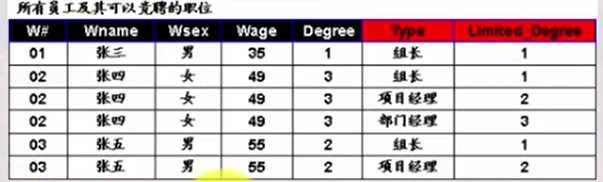 所有员工及其可以竞聘的职位
W# Wname Wsex Wage Degree Type Limited_Degree
01 张三 男 35 1 组长 1
02 张四 女 49 3 组长 1
02 张四 女 49 3 项目经理 2
02 张四 女 49 3 部门经理 3
03 张五 男 55 2 组长 1
03 张五 男 55 2 项目经理 2